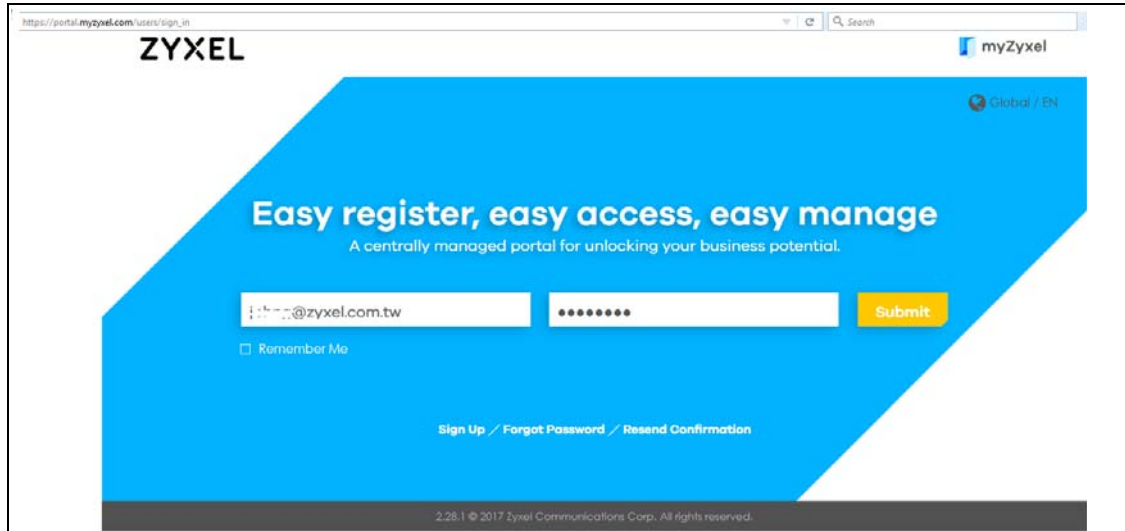 https://portal.myzyxel.com/users/sign_in
Search
ZYXEL
myZyxel
Global / EN
Easy register, easy access, easy manage
A centrally managed portal for unlocking your business potential.
@zyxel.com.tw
●●●●●●●●
Submit
Remember Me
Sign Up / Forgot Password / Resend Confirmation
2.28.1 © 2017 Zyxel Communications Corp. All rights reserved.